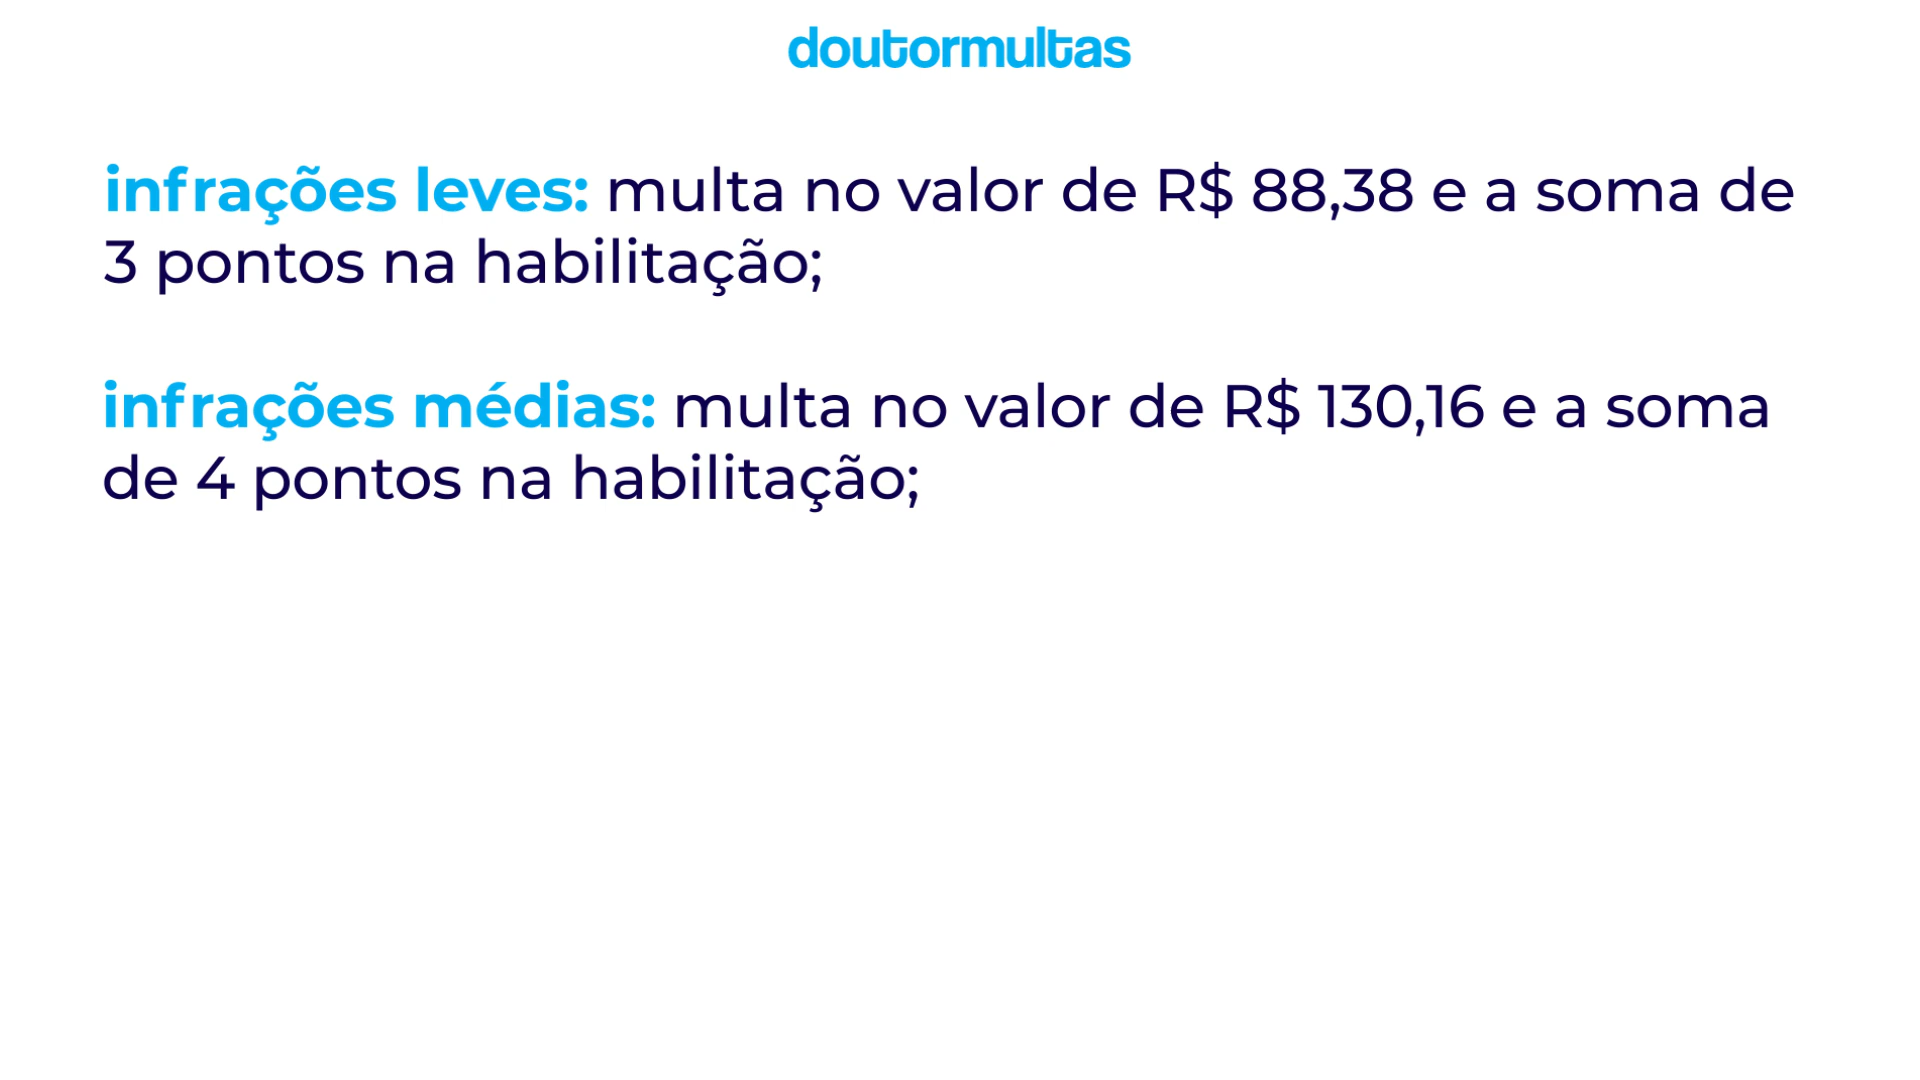 doutormultas
infrações leves: multa no valor de R$ 88,38 e a soma de
3 pontos na habilitação;
infrações médias: multa no valor de R$ 130,16 e a soma
de 4 pontos na habilitação;